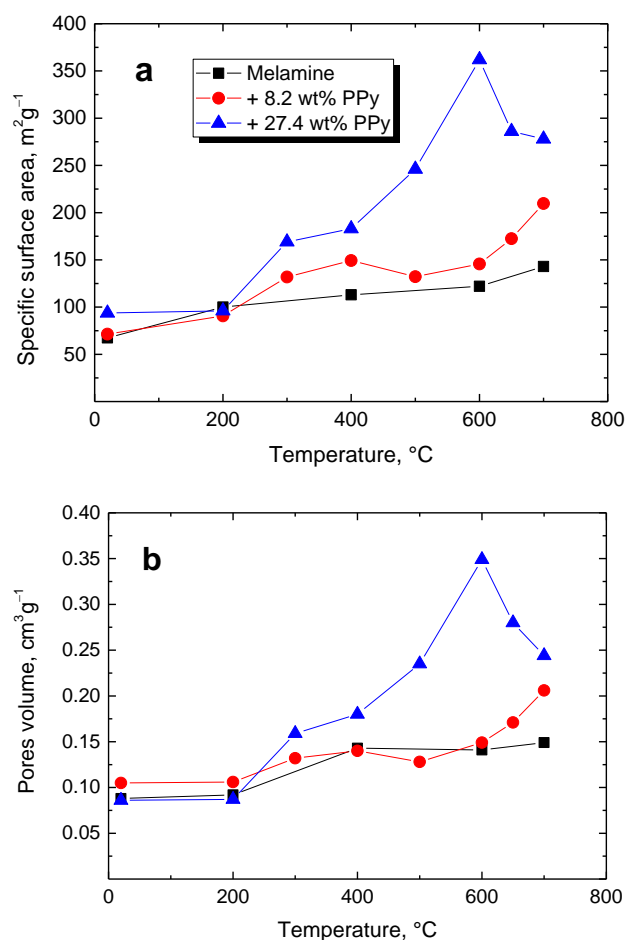 400
350
300
250
200
150
100
50
Specific surface area, m²g⁻¹
a
Melamine
+ 8.2 wt% PPy
+ 27.4 wt% PPy
0 200 400 600 800
Temperature, °C
0.40
0.35
0.30
0.25
0.20
0.15
0.10
0.05
Pores volume, cm³g⁻¹
b
0 200 400 600 800
Temperature, °C